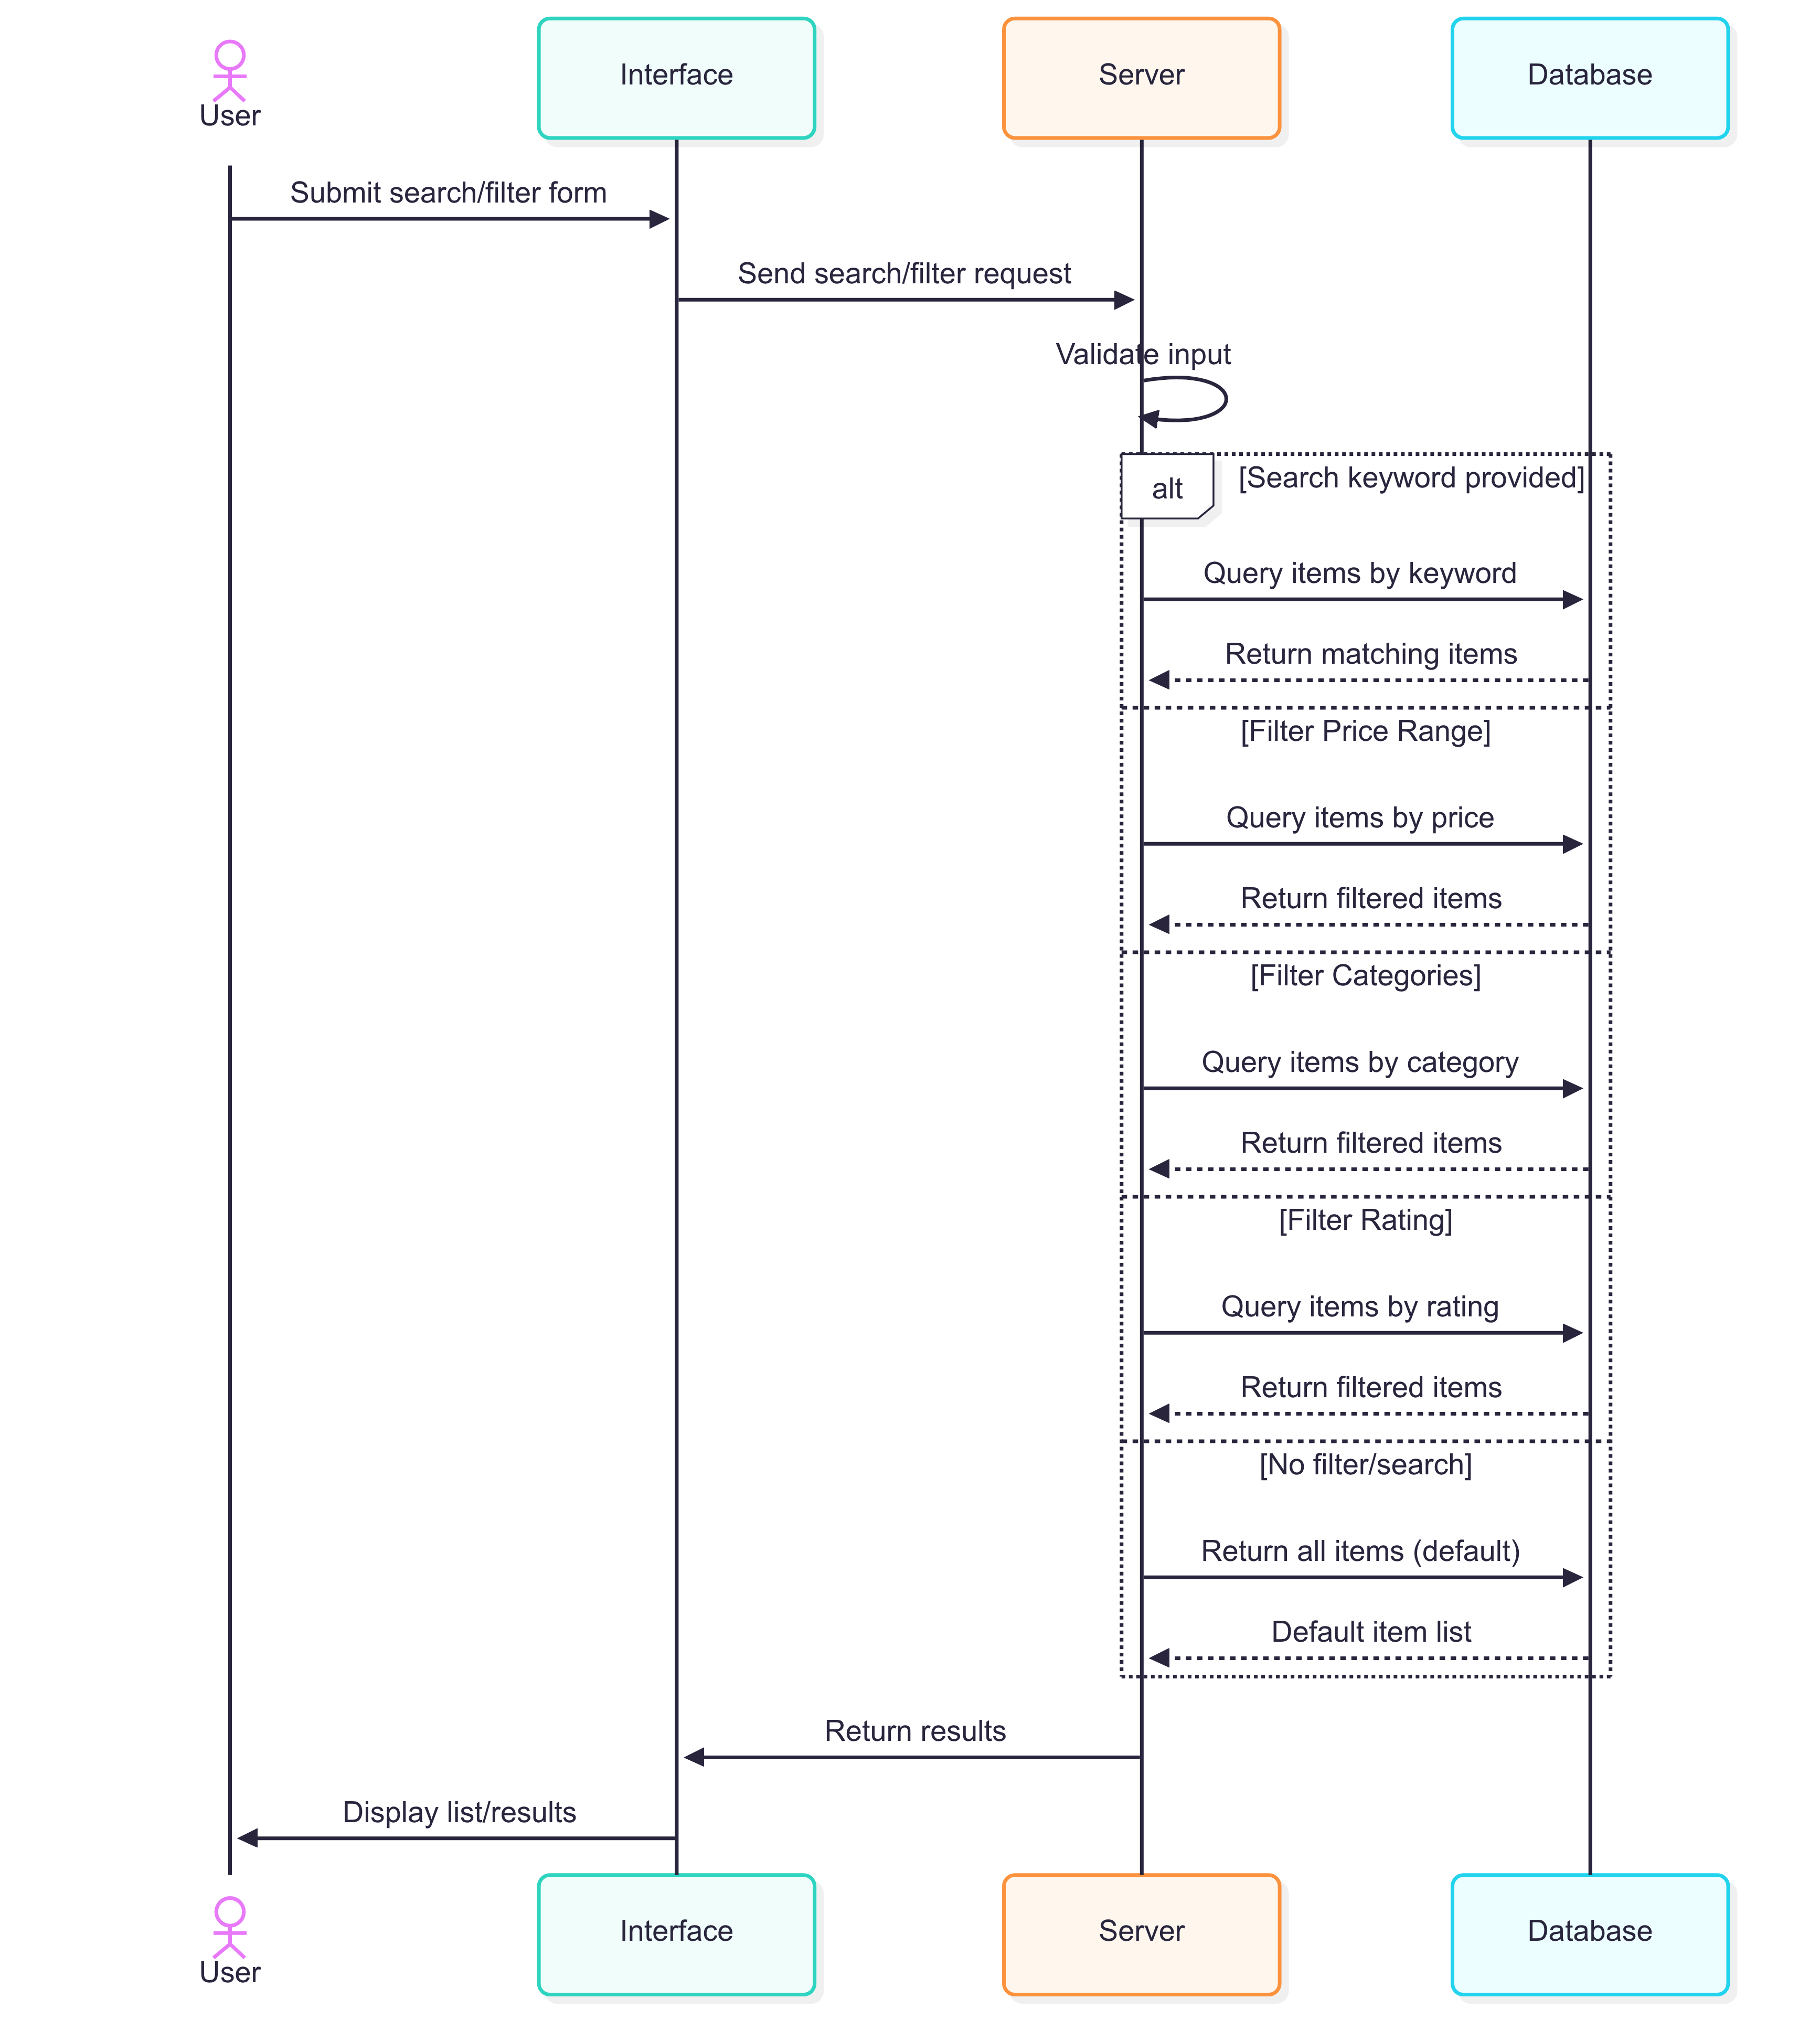 User
Interface
Server
Database
Submit search/filter form
Send search/filter request
Validate input
alt
[Search keyword provided]
Query items by keyword
Return matching items
[Filter Price Range]
Query items by price
Return filtered items
[Filter Categories]
Query items by category
Return filtered items
[Filter Rating]
Query items by rating
Return filtered items
[No filter/search]
Return all items (default)
Default item list
Return results
Display list/results
User
Interface
Server
Database